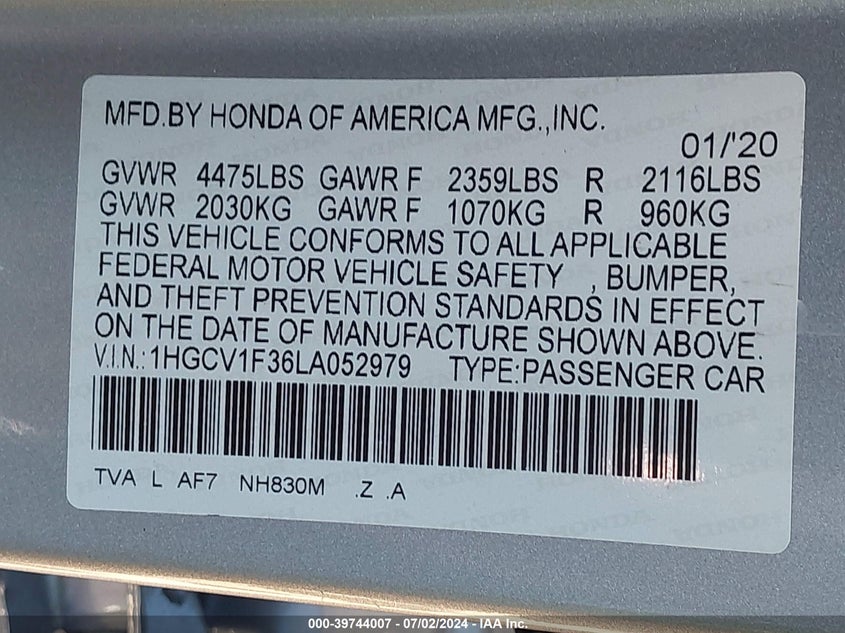 MFD.BY HONDA OF AMERICA MFG.,INC.
01/'20
GVWR 4475LBS GAWR F 2359LBS R 2116LBS
GVWR 2030KG GAWR F 1070KG R 960KG
THIS VEHICLE CONFORMS TO ALL APPLICABLE
FEDERAL MOTOR VEHICLE SAFETY , BUMPER,
AND THEFT PREVENTION STANDARDS IN EFFECT
ON THE DATE OF MANUFACTURE SHOWN ABOVE.
V.I.N.: 1HGCV1F36LA052979 TYPE:PASSENGER CAR
TVA L AF7 NH830M .Z .A
HONDA
000-39744007 - 07/02/2024 - IAA Inc.